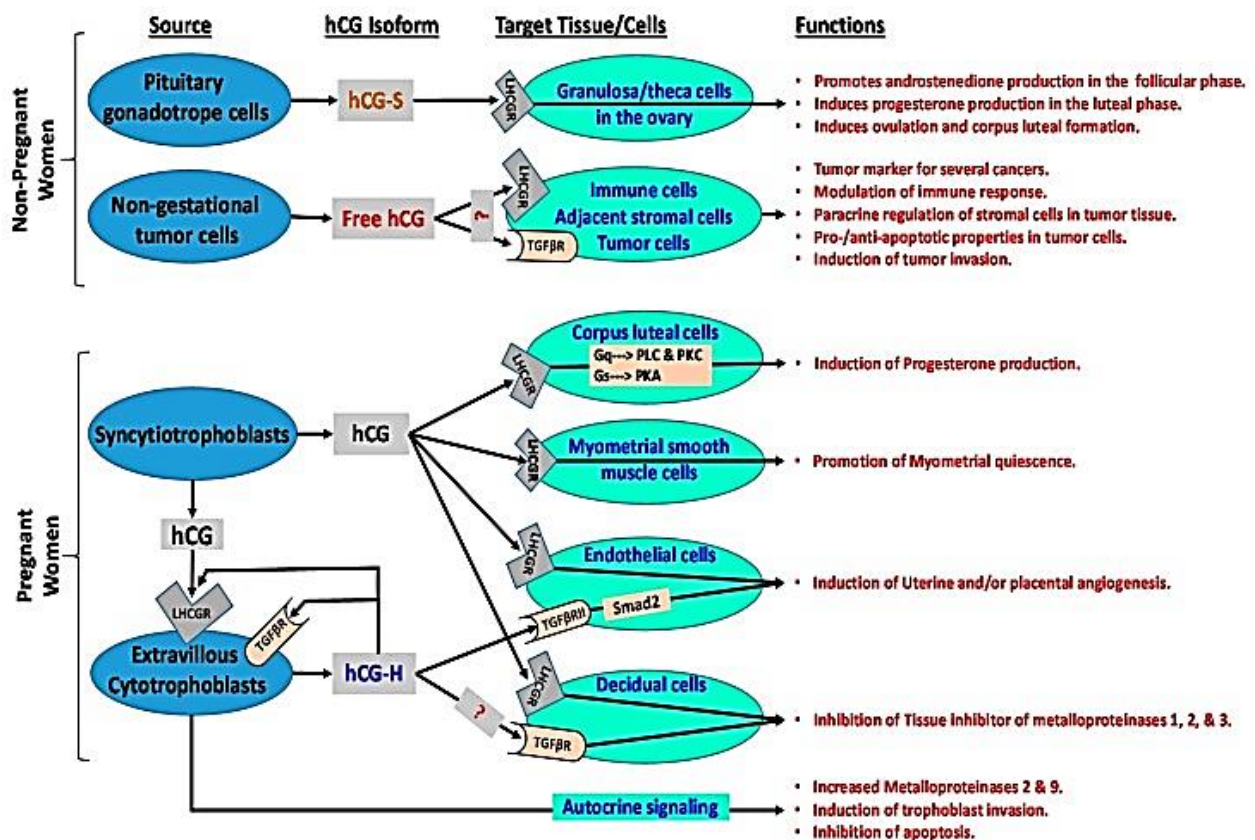 Source
hCG Isoform
Target Tissue/Cells
Functions
Non-Pregnant
Women
Pituitary
gonadotrope cells
hCG-S
LHCGR
Granulosa/theca cells
in the ovary
• Promotes androstenedione production in the follicular phase.
• Induces progesterone production in the luteal phase.
• Induces ovulation and corpus luteal formation.
Non-gestational
tumor cells
Free hCG
?
LHCGR
TGFβR
Immune cells
Adjacent stromal cells
Tumor cells
• Tumor marker for several cancers.
• Modulation of immune response.
• Paracrine regulation of stromal cells in tumor tissue.
• Pro-/anti-apoptotic properties in tumor cells.
• Induction of tumor invasion.
Pregnant
Women
Syncytiotrophoblasts
hCG
LHCGR
Corpus luteal cells
Gq---> PLC & PKC
Gs---> PKA
• Induction of Progesterone production.
LHCGR
Myometrial smooth
muscle cells
• Promotion of Myometrial quiescence.
hCG
LHCGR
TGFβR
Extravillous
Cytotrophoblasts
hCG-H
LHCGR
Endothelial cells
TGFβRII
Smad2
• Induction of Uterine and/or placental angiogenesis.
?
LHCGR
Decidual cells
TGFβR
• Inhibition of Tissue inhibitor of metalloproteinases 1, 2, & 3.
Autocrine signaling
• Increased Metalloproteinases 2 & 9.
• Induction of trophoblast invasion.
• Inhibition of apoptosis.